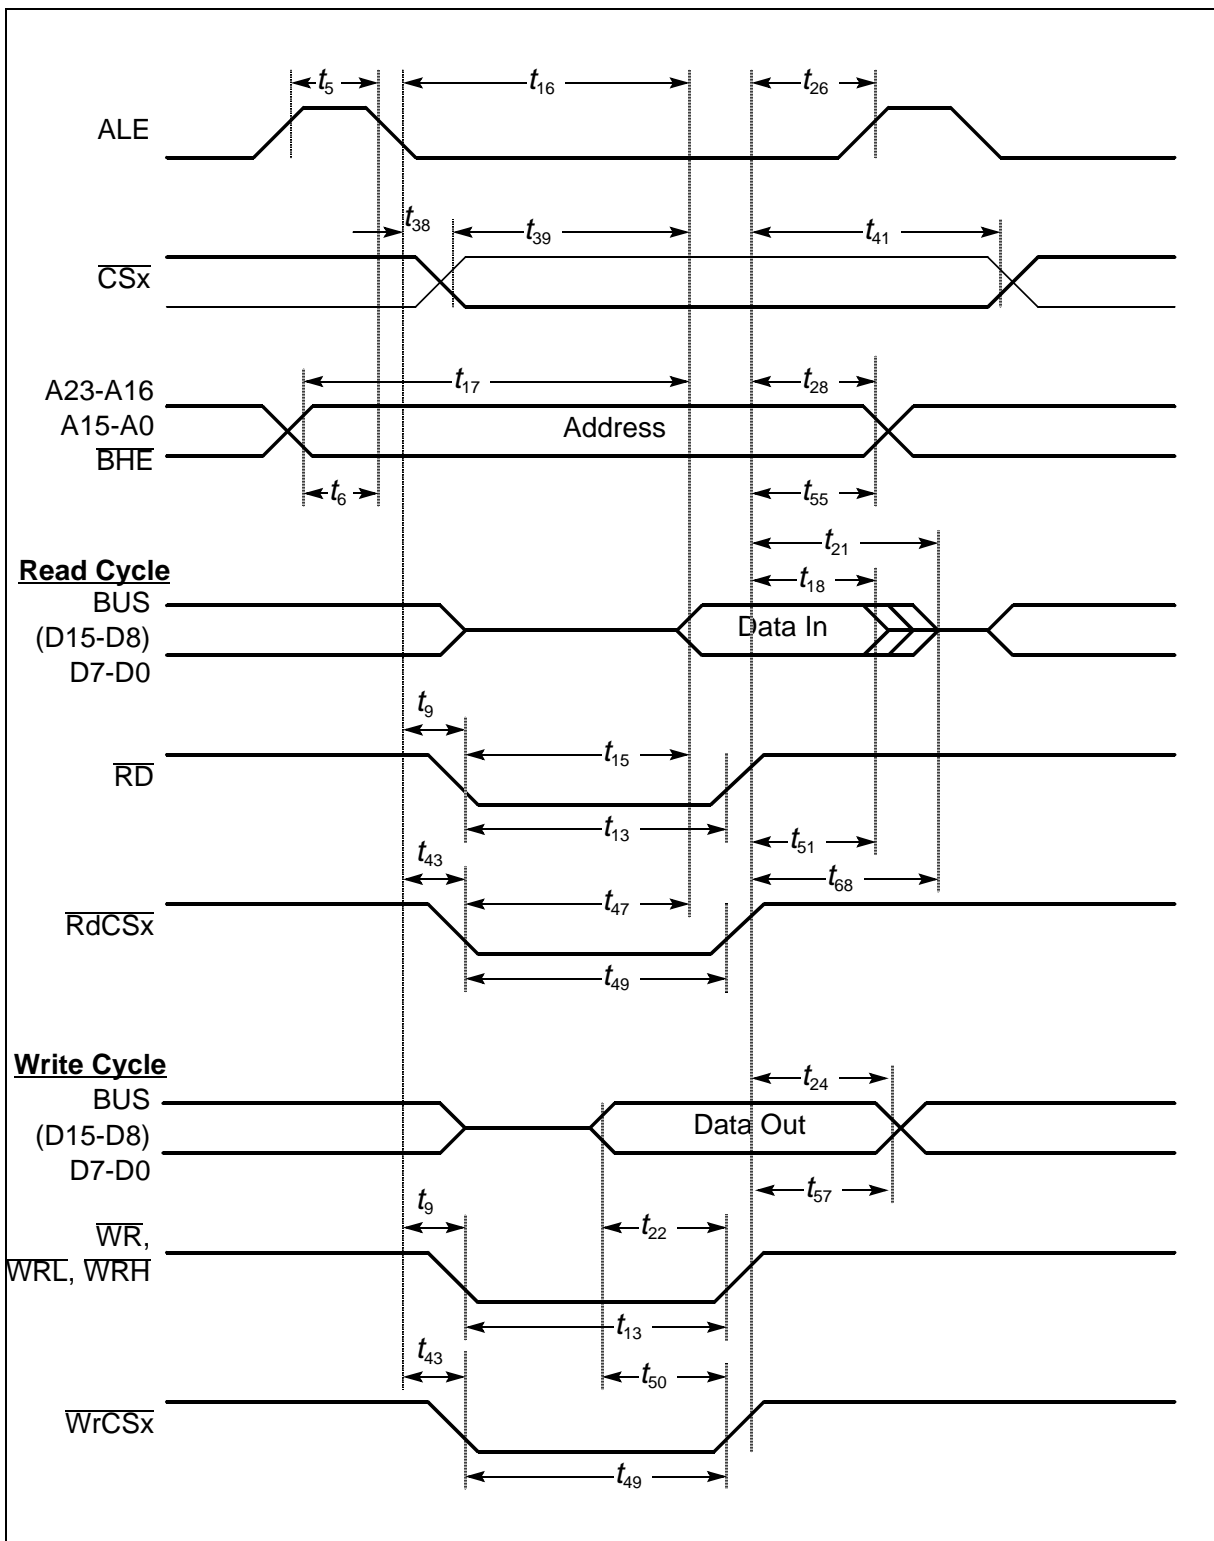 t5
t16
t26
ALE
t38
t39
t41
CSx
t17
t28
A23-A16
A15-A0
BHE
Address
t6
t55
t21
Read Cycle
t18
BUS
(D15-D8)
D7-D0
Data In
t9
t15
RD
t13
t51
t43
t68
t47
RdCSx
t49
Write Cycle
t24
BUS
(D15-D8)
D7-D0
Data Out
t57
t9
t22
WR,
WRL, WRH
t13
t43
t50
WrCSx
t49